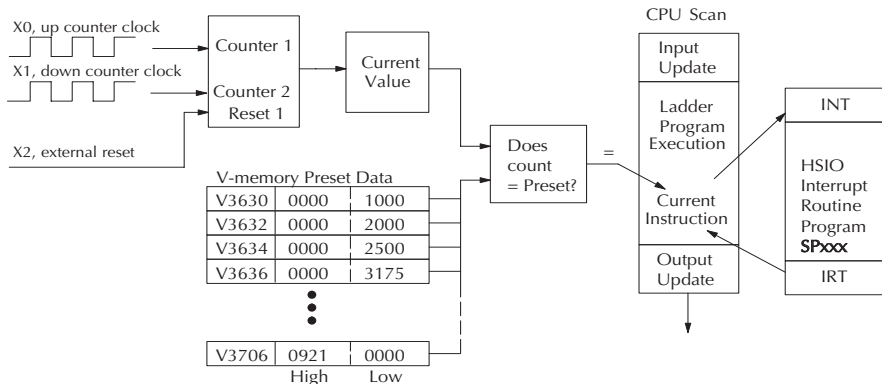 CPU Scan
X0, up counter clock
Counter 1
X1, down counter clock
Counter 2
Reset 1
X2, external reset
Current
Value
Does
count
= Preset?
=
Input
Update
Ladder
Program
Execution
Current
Instruction
Output
Update
INT
HSIO
Interrupt
Routine
Program
SPxxx
IRT
V-memory Preset Data
V3630 0000 1000
V3632 0000 2000
V3634 0000 2500
V3636 0000 3175
V3706 0921 0000
High Low